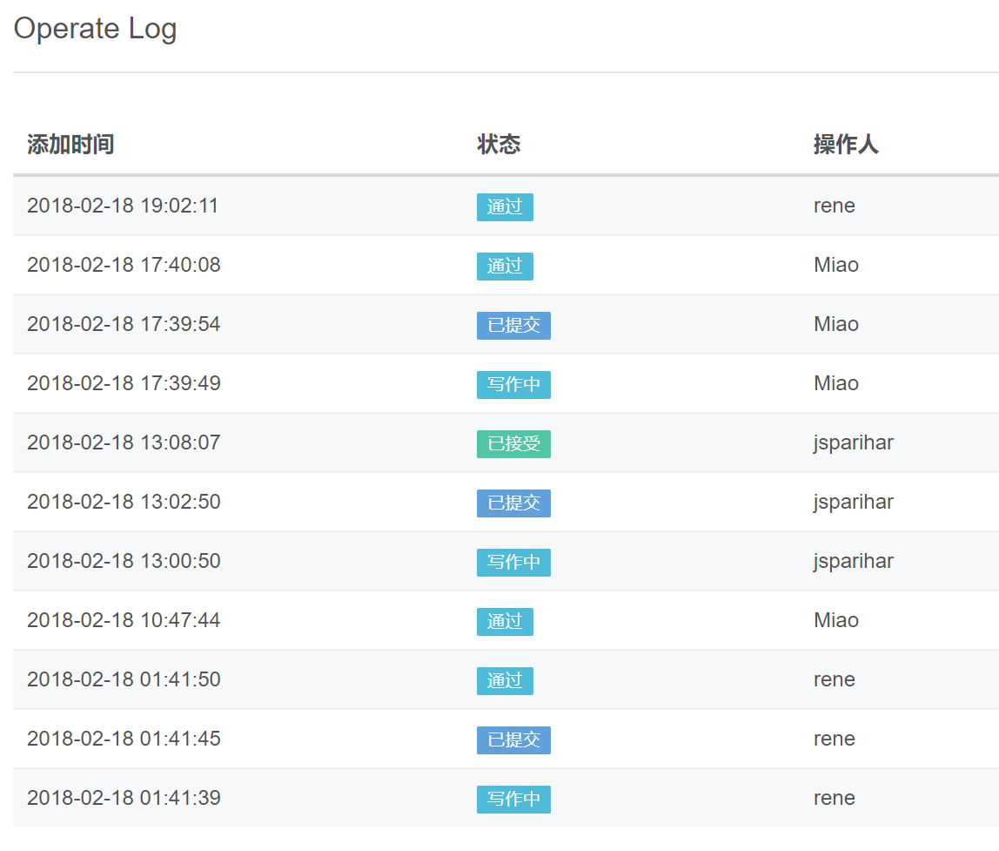 Operate Log
添加时间 状态 操作人
2018-02-18 19:02:11 通过 rene
2018-02-18 17:40:08 通过 Miao
2018-02-18 17:39:54 已提交 Miao
2018-02-18 17:39:49 写作中 Miao
2018-02-18 13:08:07 已接受 jsparihar
2018-02-18 13:02:50 已提交 jsparihar
2018-02-18 13:00:50 写作中 jsparihar
2018-02-18 10:47:44 通过 Miao
2018-02-18 01:41:50 通过 rene
2018-02-18 01:41:45 已提交 rene
2018-02-18 01:41:39 写作中 rene